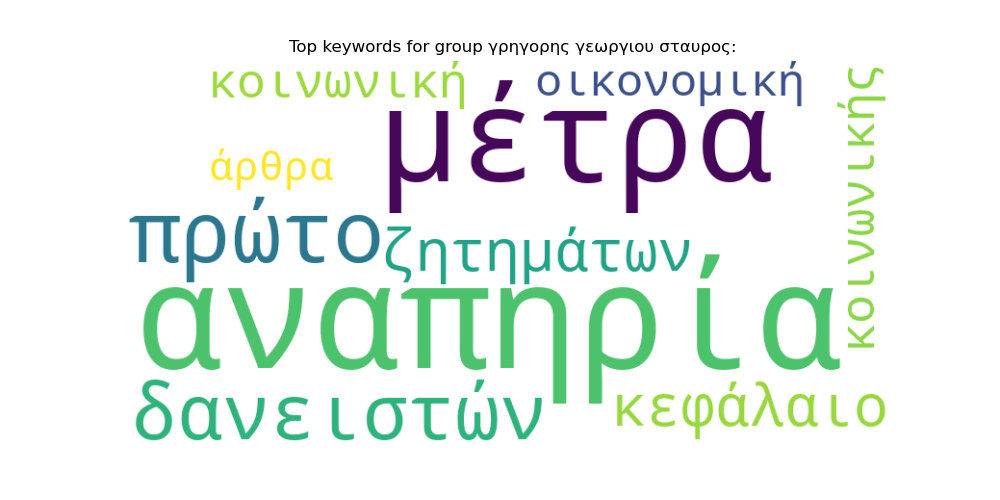 Top keywords for group γρηγορης γεωργιου σταυρος:
κοινωνική
οικονομική
μέτρα
κοινωνικής
άρθρα
πρώτο
ζητημάτων
αναπηρία
δανειστών
κεφάλαιο